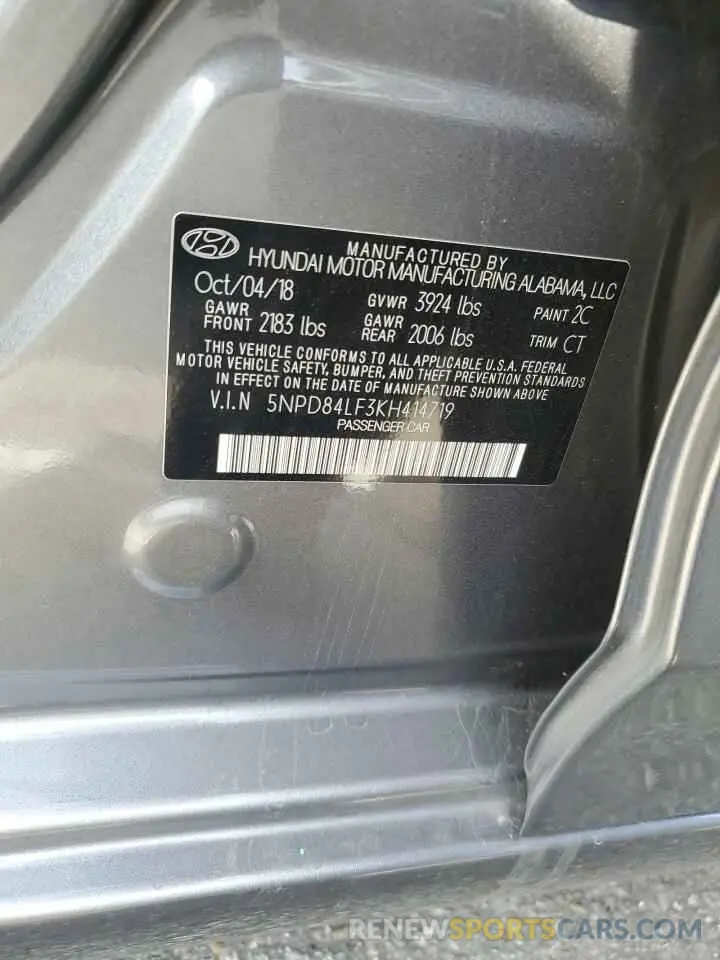 MANUFACTURED BY
HYUNDAI MOTOR MANUFACTURING ALABAMA, LLC
Oct/04/18 GVWR 3924 lbs PAINT 2C
GAWR FRONT 2183 lbs GAWR REAR 2006 lbs TRIM CT
THIS VEHICLE CONFORMS TO ALL APPLICABLE U.S.A. FEDERAL
MOTOR VEHICLE SAFETY, BUMPER, AND THEFT PREVENTION STANDARDS
IN EFFECT ON THE DATE OF MANUFACTURE SHOWN ABOVE
V.I.N 5NPD84LF3KH414719
PASSENGER CAR
RENEWSPORTSCARS.COM